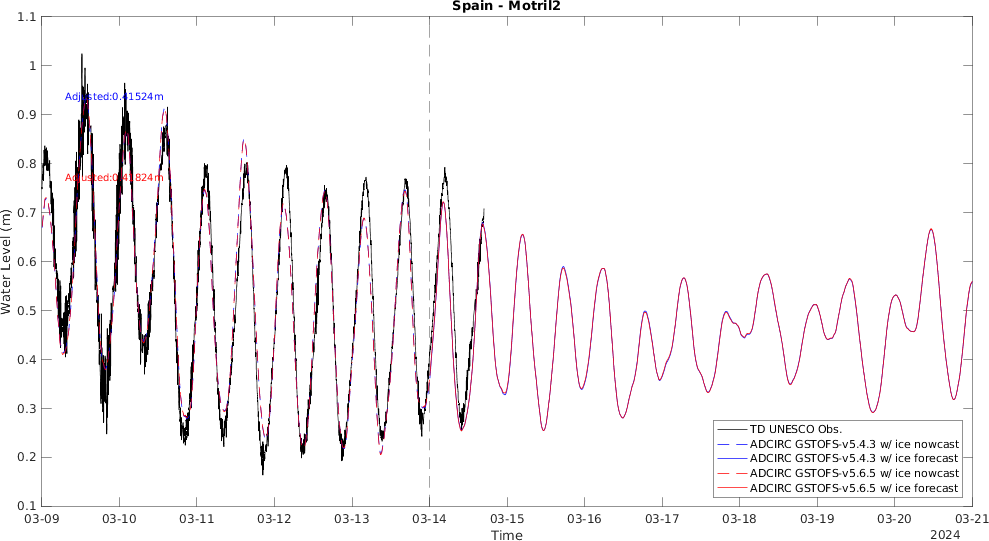 Spain - Motril2
1.1
1
0.9
0.8
0.7
0.6
0.5
0.4
0.3
0.2
0.1
Water Level (m)
Adjusted:0.41524m
TD UNESCO Obs.
ADCIRC GSTOFS-v5.4.3 w/ ice nowcast
ADCIRC GSTOFS-v5.4.3 w/ ice forecast
ADCIRC GSTOFS-v5.6.5 w/ ice nowcast
ADCIRC GSTOFS-v5.6.5 w/ ice forecast
03-09 03-10 03-11 03-12 03-13 03-14 03-15 03-16 03-17 03-18 03-19 03-20 03-21
Time
2024